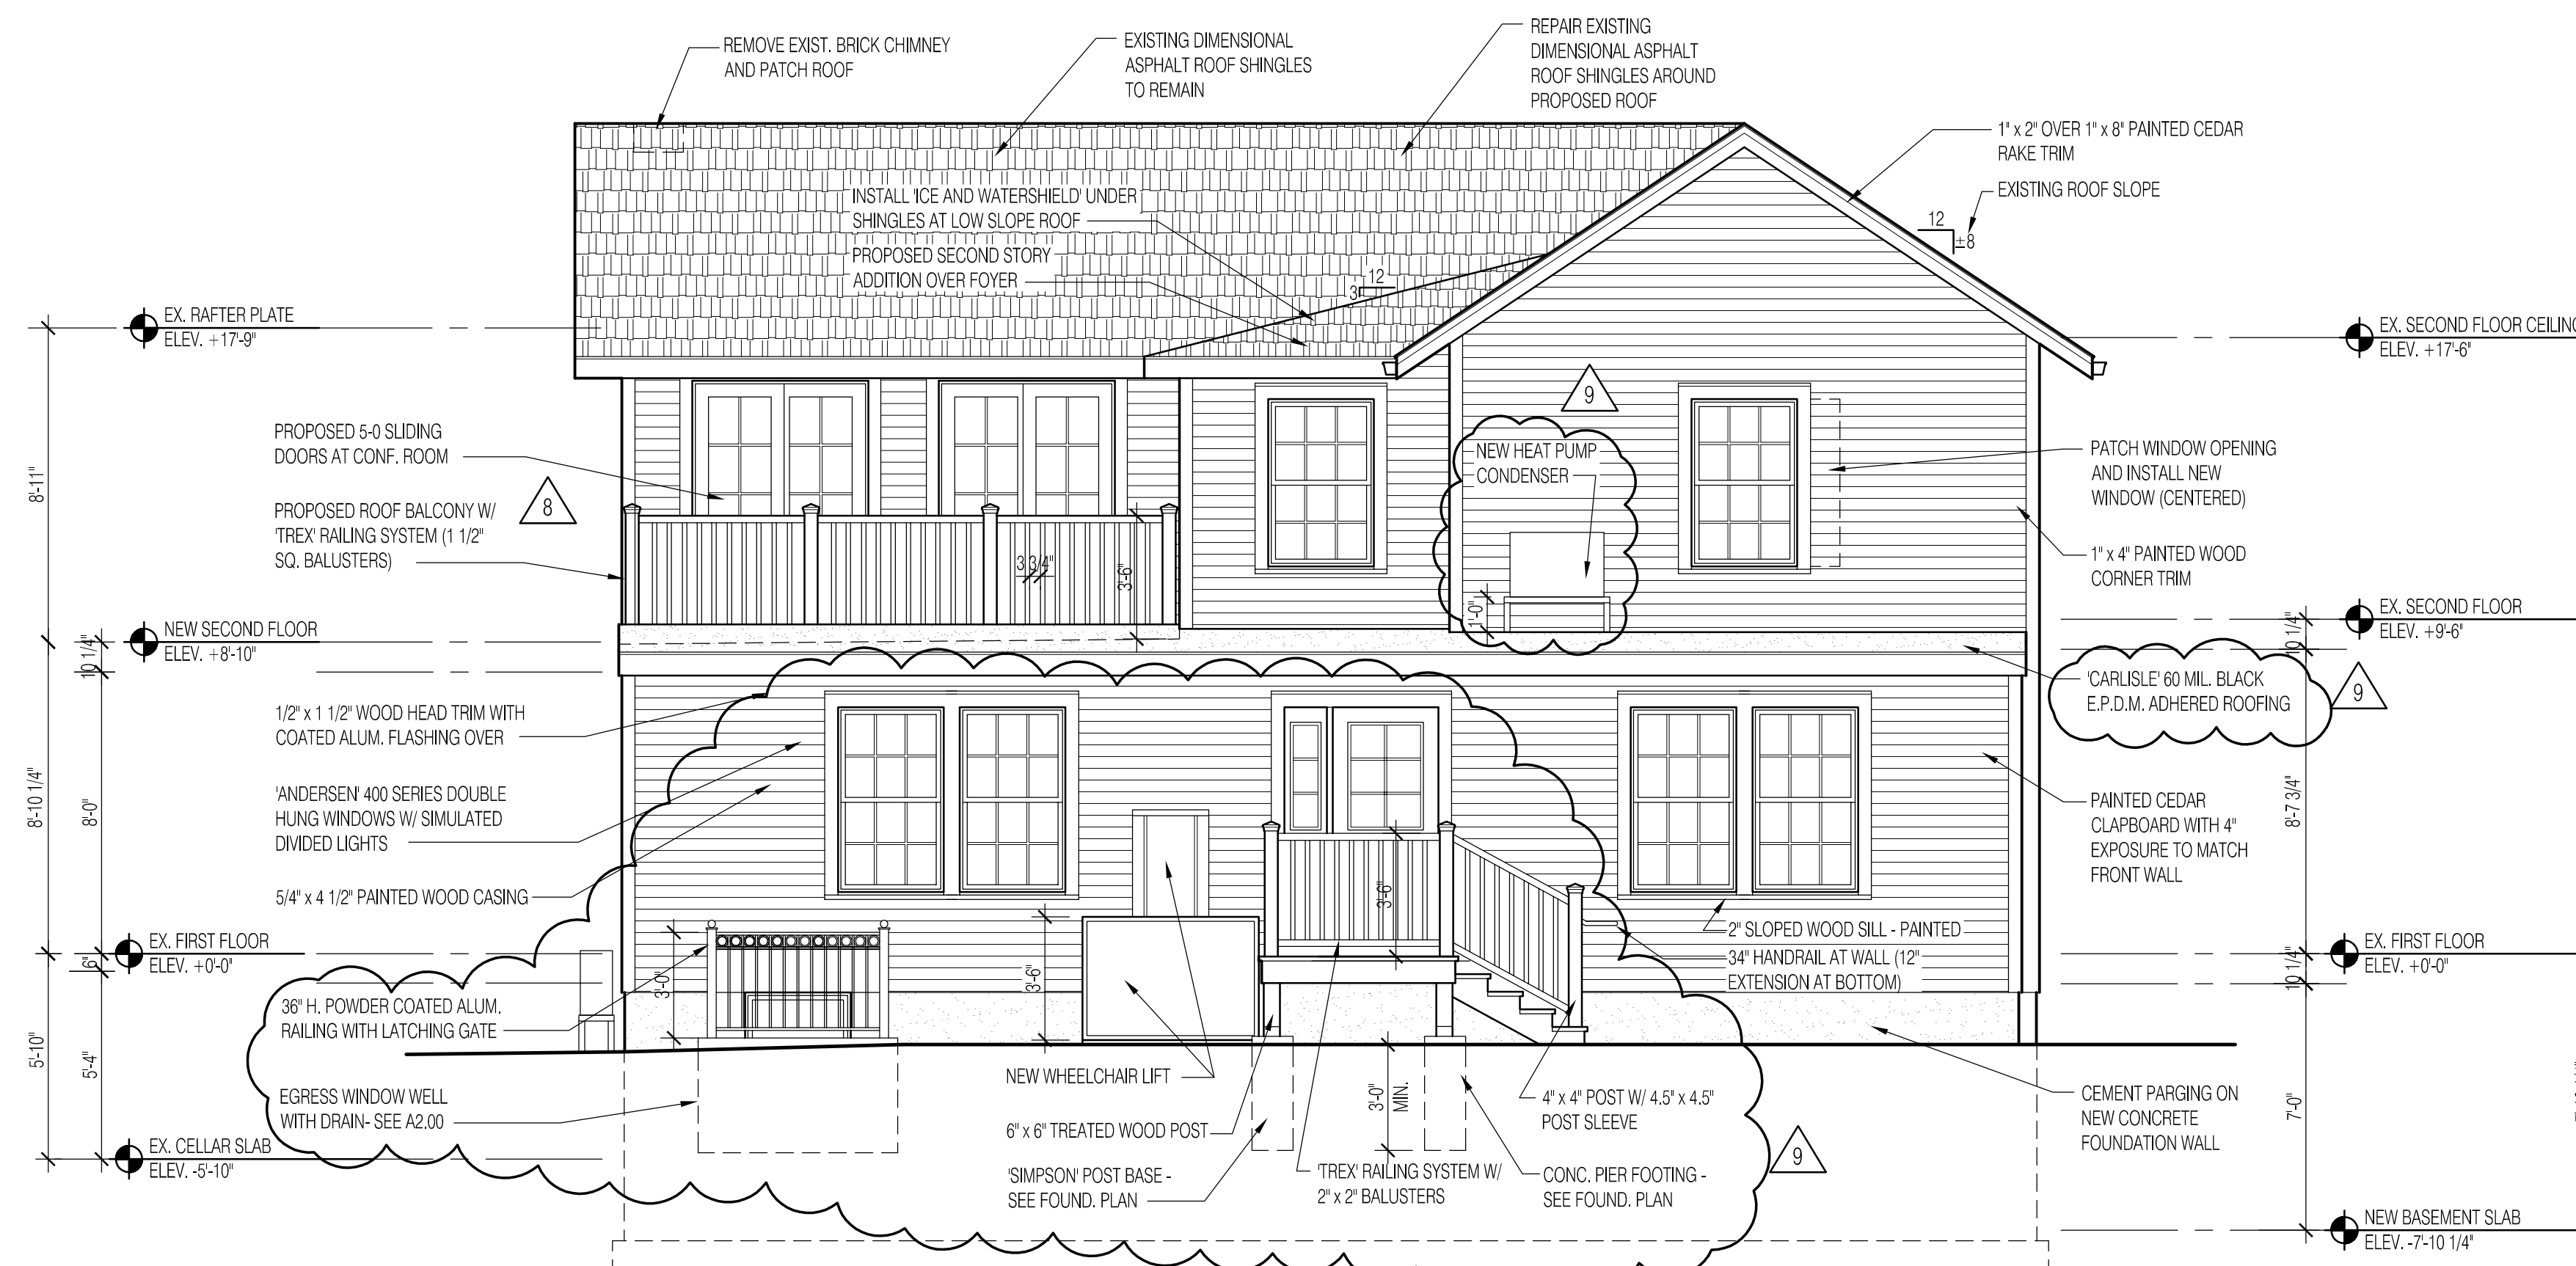 REMOVE EXIST. BRICK CHIMNEY
AND PATCH ROOF
EXISTING DIMENSIONAL
ASPHALT ROOF SHINGLES
TO REMAIN
REPAIR EXISTING
DIMENSIONAL ASPHALT
ROOF SHINGLES AROUND
PROPOSED ROOF
1" x 2" OVER 1" x 8" PAINTED CEDAR
RAKE TRIM
EXISTING ROOF SLOPE
12
±8
INSTALL 'ICE AND WATERSHIELD' UNDER
SHINGLES AT LOW SLOPE ROOF
PROPOSED SECOND STORY
ADDITION OVER FOYER
12
3
EX. RAFTER PLATE
ELEV. +17'-9"
EX. SECOND FLOOR CEILING
ELEV. +17'-6"
8'-11"
PROPOSED 5-0 SLIDING
DOORS AT CONF. ROOM
PROPOSED ROOF BALCONY W/
'TREX' RAILING SYSTEM (1 1/2"
SQ. BALUSTERS)
8
3 3/4"
3'-6"
9
NEW HEAT PUMP
CONDENSER
1'-0"
PATCH WINDOW OPENING
AND INSTALL NEW
WINDOW (CENTERED)
1" x 4" PAINTED WOOD
CORNER TRIM
NEW SECOND FLOOR
ELEV. +8'-10"
10 1/4"
EX. SECOND FLOOR
ELEV. +9'-6"
10 1/4"
'CARLISLE' 60 MIL. BLACK
E.P.D.M. ADHERED ROOFING
9
1/2" x 1 1/2" WOOD HEAD TRIM WITH
COATED ALUM. FLASHING OVER
'ANDERSEN' 400 SERIES DOUBLE
HUNG WINDOWS W/ SIMULATED
DIVIDED LIGHTS
5/4" x 4 1/2" PAINTED WOOD CASING
8'-10 1/4"
8'-0"
8'-7 3/4"
PAINTED CEDAR
CLAPBOARD WITH 4"
EXPOSURE TO MATCH
FRONT WALL
3'-6"
2" SLOPED WOOD SILL - PAINTED
34" HANDRAIL AT WALL (12"
EXTENSION AT BOTTOM)
EX. FIRST FLOOR
ELEV. +0'-0"
6"
EX. FIRST FLOOR
ELEV. +0'-0"
10 1/4"
3'-0"
3'-6"
36" H. POWDER COATED ALUM.
RAILING WITH LATCHING GATE
5'-10"
5'-4"
EGRESS WINDOW WELL
WITH DRAIN- SEE A2.00
EX. CELLAR SLAB
ELEV. -5'-10"
NEW WHEELCHAIR LIFT
6" x 6" TREATED WOOD POST
'SIMPSON' POST BASE -
SEE FOUND. PLAN
3'-0"
MIN.
'TREX' RAILING SYSTEM W/
2" x 2" BALUSTERS
4" x 4" POST W/ 4.5" x 4.5"
POST SLEEVE
CONC. PIER FOOTING -
SEE FOUND. PLAN
9
CEMENT PARGING ON
NEW CONCRETE
FOUNDATION WALL
7'-0"
NEW BASEMENT SLAB
ELEV. -7'-10 1/4"